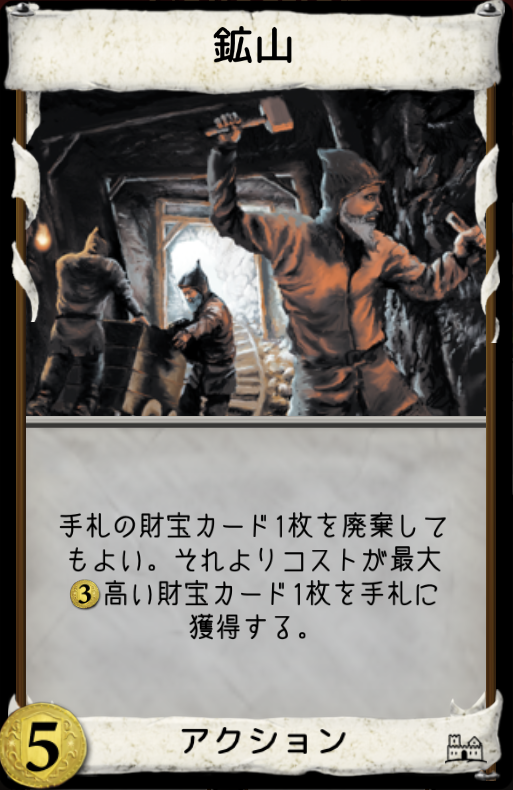 鉱山
手札の財宝カード1枚を廃棄して
もよい。それよりコストが最大
3高い財宝カード1枚を手札に
獲得する。
5
アクション